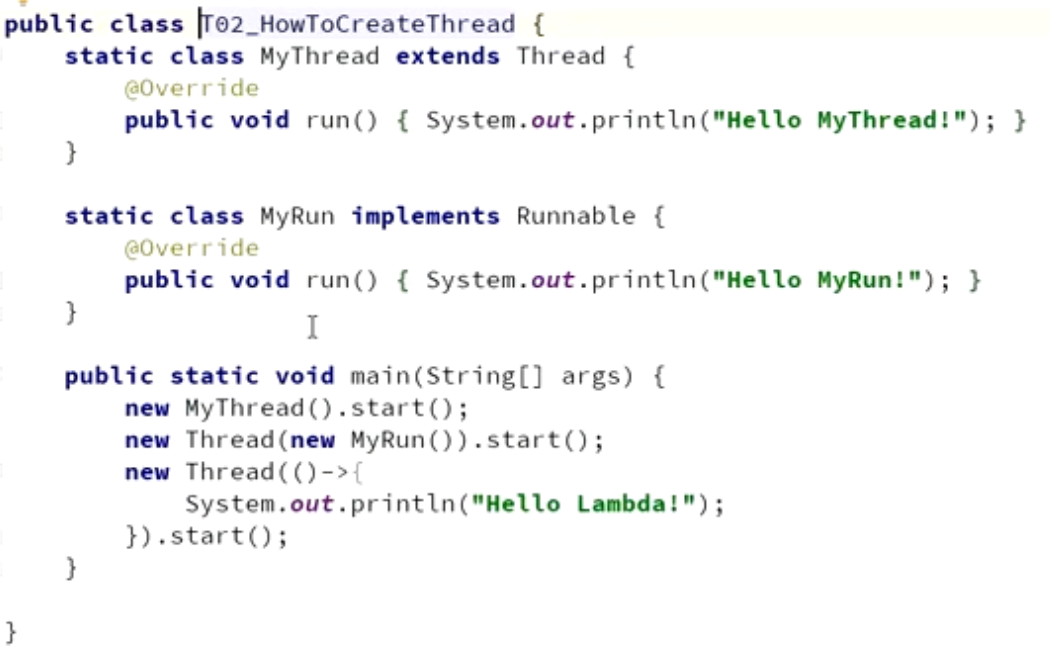 public class T02_HowToCreateThread {
    static class MyThread extends Thread {
        @Override
        public void run() { System.out.println("Hello MyThread!"); }
    }

    static class MyRun implements Runnable {
        @Override
        public void run() { System.out.println("Hello MyRun!"); }
    }

    public static void main(String[] args) {
        new MyThread().start();
        new Thread(new MyRun()).start();
        new Thread(()->{
            System.out.println("Hello Lambda!");
        }).start();
    }

}